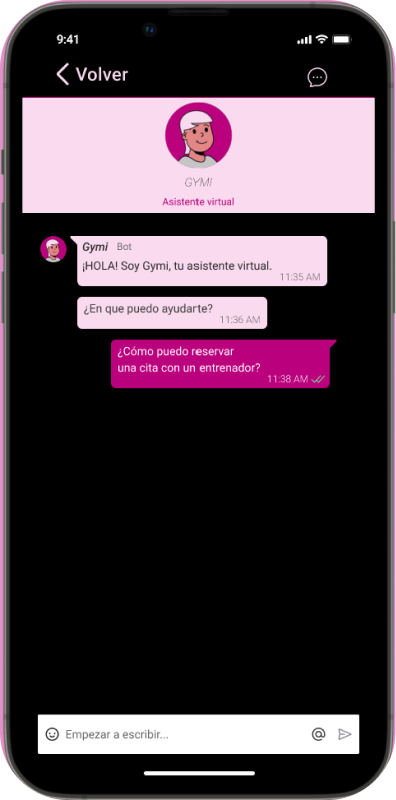 9:41
Volver
GYMI
Asistente virtual
Gymi Bot
¡HOLA! Soy Gymi, tu asistente virtual.
11:35 AM
¿En que puedo ayudarte?
11:36 AM
¿Cómo puedo reservar
una cita con un entrenador?
11:38 AM
Empezar a escribir...